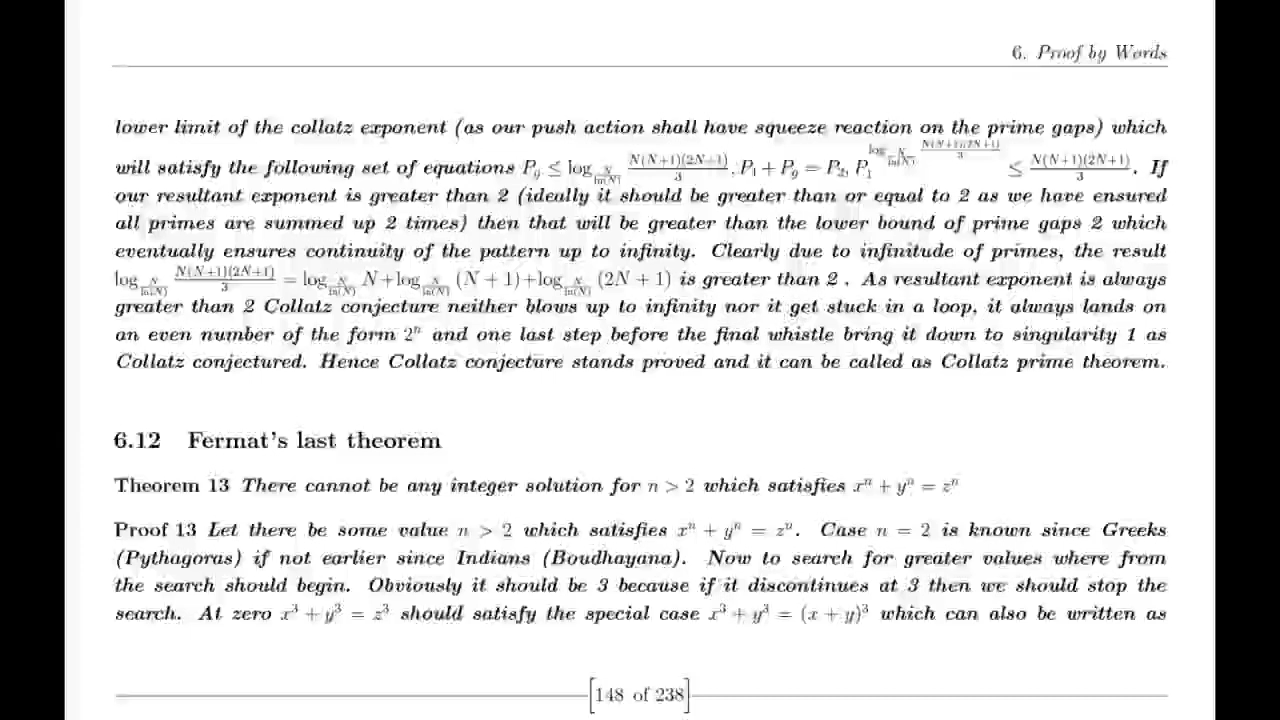 6. Proof by Words
lower limit of the collatz exponent (as our push action shall have squeeze reaction on the prime gaps) which
will satisfy the following set of equations P_g ≤ log_{N/ln(N)} N(N+1)(2N+1)/3, P_1 + P_g = P_2, P_1^{log_{N/ln(N)} N(N+1)(2N+1)/3} ≤ N(N+1)(2N+1)/3. If
our resultant exponent is greater than 2 (ideally it should be greater than or equal to 2 as we have ensured
all primes are summed up 2 times) then that will be greater than the lower bound of prime gaps 2 which
eventually ensures continuity of the pattern up to infinity. Clearly due to infinitude of primes, the result
log_{N/ln(N)} N(N+1)(2N+1)/3 = log_{N/ln(N)} N + log_{N/ln(N)} (N + 1) + log_{N/ln(N)} (2N + 1) is greater than 2 . As resultant exponent is always
greater than 2 Collatz conjecture neither blows up to infinity nor it get stuck in a loop, it always lands on
an even number of the form 2^n and one last step before the final whistle bring it down to singularity 1 as
Collatz conjectured. Hence Collatz conjecture stands proved and it can be called as Collatz prime theorem.
6.12 Fermat's last theorem
Theorem 13 There cannot be any integer solution for n > 2 which satisfies x^n + y^n = z^n
Proof 13 Let there be some value n > 2 which satisfies x^n + y^n = z^n. Case n = 2 is known since Greeks
(Pythagoras) if not earlier since Indians (Boudhayana). Now to search for greater values where from
the search should begin. Obviously it should be 3 because if it discontinues at 3 then we should stop the
search. At zero x^3 + y^3 = z^3 should satisfy the special case x^3 + y^3 = (x + y)^3 which can also be written as
[148 of 238]